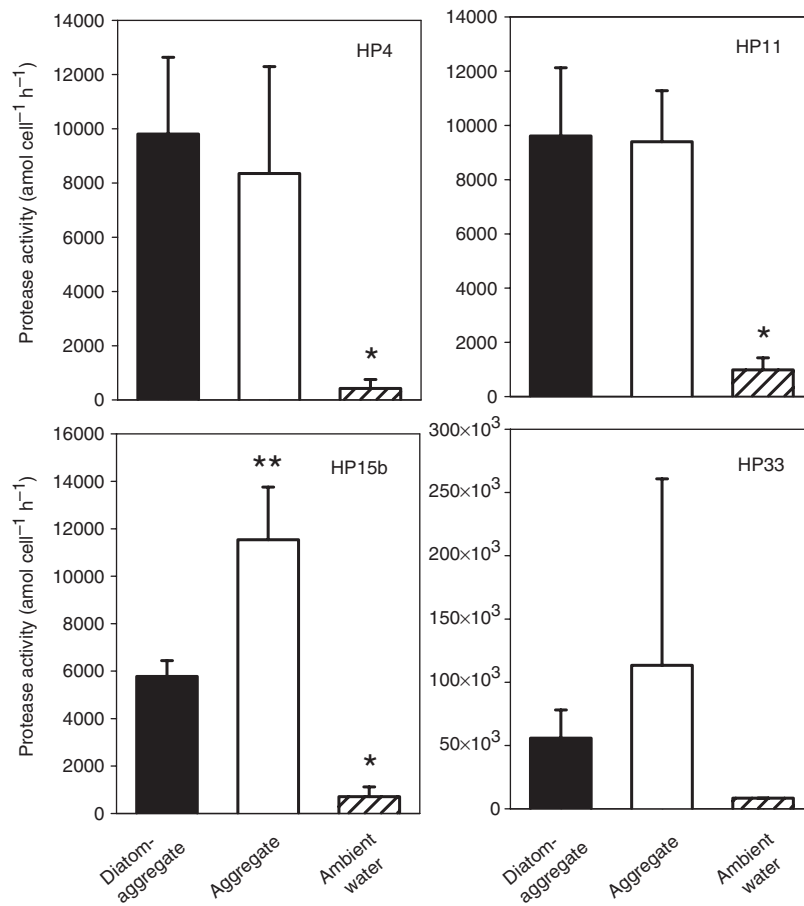 14000
12000
10000
8000
6000
4000
2000
0
Protease activity (amol cell⁻¹ h⁻¹)
HP4
*
14000
12000
10000
8000
6000
4000
2000
0
HP11
*
16000
14000
12000
10000
8000
6000
4000
2000
0
Protease activity (amol cell⁻¹ h⁻¹)
HP15b
**
*
Diatom-
aggregate
Aggregate
Ambient
water
300×10³
250×10³
200×10³
150×10³
100×10³
50×10³
0
HP33
Diatom-
aggregate
Aggregate
Ambient
water